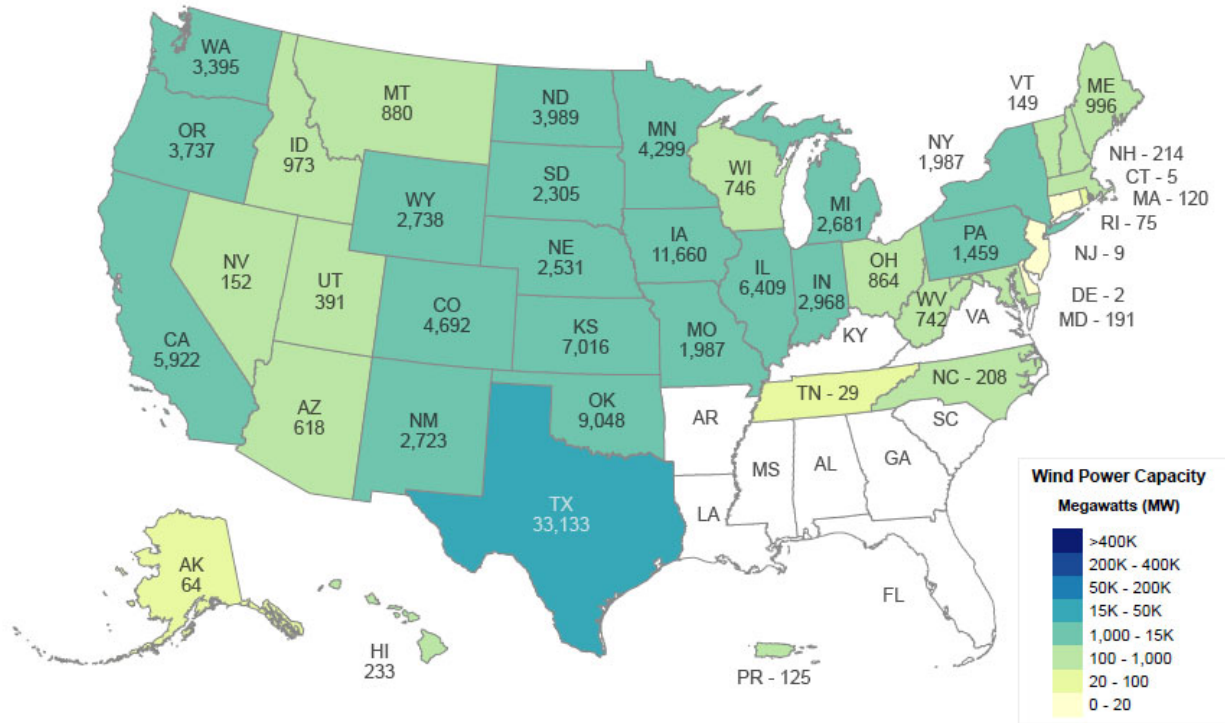 WA
3,395
MT
880
ND
3,989
MN
4,299
VT
149
ME
996
OR
3,737
ID
973
WY
2,738
SD
2,305
WI
746
MI
2,681
NY
1,987
NH - 214
CT - 5
MA - 120
RI - 75
NJ - 9
DE - 2
MD - 191
NV
152
UT
391
CO
4,692
NE
2,531
IA
11,660
IL
6,409
IN
2,968
OH
864
PA
1,459
WV
742
VA
KY
CA
5,922
KS
7,016
MO
1,987
AZ
618
NM
2,723
OK
9,048
AR
TN - 29
NC - 208
SC
MS
AL
GA
LA
TX
33,133
FL
AK
64
HI
233
PR - 125
Wind Power Capacity
Megawatts (MW)
>400K
200K - 400K
50K - 200K
15K - 50K
1,000 - 15K
100 - 1,000
20 - 100
0 - 20